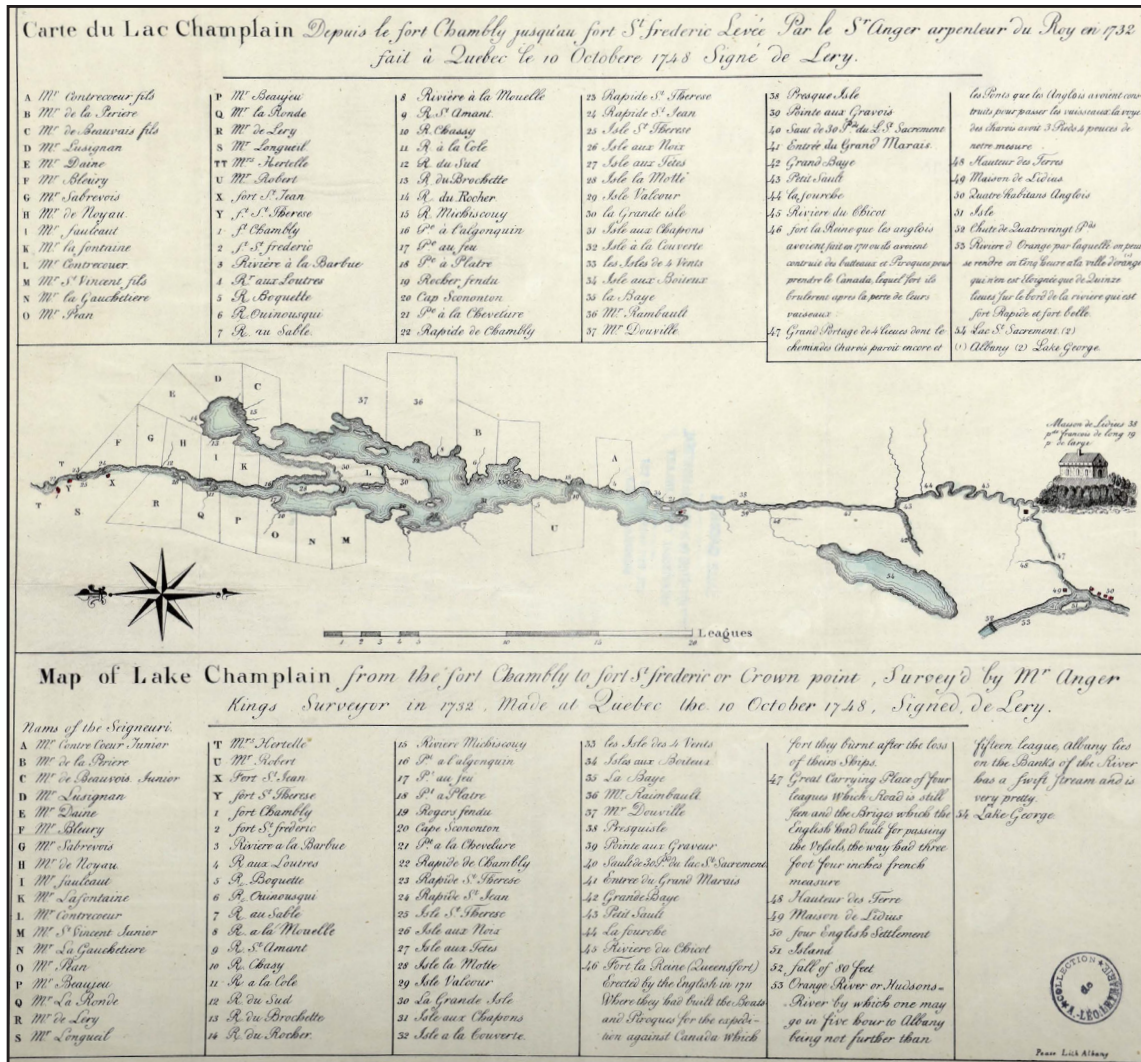 Carte du Lac Champlain Depuis le fort Chambly jusqu'au fort St frederic Levée Par le Sr Anger arpenteur du Roy en 1732
fait à Quebec le 10 Octobere 1748 Signé de Lery.
A Mr Contrecoeur fils
B Mr de la Periere
C Mr de Beauvais fils
D Mr Lusignan
E Mr Daine
F Mr Bleury
G Mr Sabrevois
H Mr de Noyau
I Mr faulcaut
K Mr la fontaine
L Mr Contrecouer
M Mr St Vincent fils
N Mr la Gauchetiere
O Mr Pean
P Mr Beaujeu
Q Mr la Ronde
R Mr de Lery
S Mr Longueil
TT Mrs Hertelle
U Mr Robert
X fort St Jean
Y ft St Therese
1 ft Chambly
2 ft St frederic
3 Rivière à la Barbue
4 Rr aux Loutres
5 R. Boquette
6 R. Ouinousqui
7 R. au Sable
8 Rivière à la Mouelle
9 R. St Amant
10 R. Chassy
11 R. à la Cole
12 R. du Sud
13 R. du Brochette
14 R. du Rocher
15 R. Michiscouy
16 Pte à l'algonquin
17 Pte au feu
18 Pte à Platre
19 Rocher fendu
20 Cap Scononton
21 Pte à la Cheveture
22 Rapide de Chambly
23 Rapide St Therese
24 Rapide St Jean
25 Isle St Therese
26 Isle aux Noix
27 Isle aux Têtes
28 Isle la Motte
29 Isle Valcour
30 la Grande isle
31 Isle aux Chapons
32 Isle à la Couverte
33 les Isles de 4 Vents
34 Isle aux Boiteux
35 la Baye
36 Mr Rambault
37 Mr Douville
38 Presque Isle
39 Pointe aux Gravois
40 Saut de 30 Pds du L. St Sacrement
41 Entrée du Grand Marais
42 Grand Baye
43 Petit Sault
44 la fourche
45 Riviere du Chicot
46 fort la Reine que les anglois
avoient fait en 1711 ou ils avoient
construit des batteaux et Piroques pour
prendre le Canada, lequel fort ils
brulerent apres la perte de leurs
vaiseaux
47 Grand Portage de 4 lieues dont le
chemin des Charois paroit encore et
les Ponts que les Anglois avoient cons-
truits pour passer les vaisseaux la voye
des chareis avoit 3 Pieds 4 pouces de
notre mesure
48 Hauteur des Terres
49 Maison de Lidius
50 Quatre habitans Anglois
51 Isle
52 Chute de Quatrevingt Pds
53 Riviere d'Orange par laquelle on peut
se rendre en Cinq heure a la ville d'orange
qui n'en est Eloignée que de Quinze
lieues sur le bord de la riviere qui est
fort Rapide et fort belle.
54 Lac St Sacrement (2)
(1) Albany (2) Lake George
Maison de Lidius 38
pds francois de long 19
p. de large
Leagues
Map of Lake Champlain from the fort Chambly to fort St frederic or Crown point, Survey'd by Mr Anger
Kings Surveyor in 1732, Made at Quebec the 10 October 1748, Signed, de Lery.
Nams of the Seigneuri.
A Mr Contre Coeur Junior
B Mr de la Periere
C Mr de Beauvois Junior
D Mr Lusignan
E Mr Daine
F Mr Bleury
G Mr Sabrevois
H Mr de Noyau
I Mr faulcaut
K Mr Lafontaine
L Mr Contrecoeur
M Mr St Vincent Junior
N Mr La Gauchetiere
O Mr Péan
P Mr Beaujeu
Q Mr La Ronde
R Mr de Léry
S Mr Longueil
T Mrs Hertelle
U Mr Robert
X Fort St Jean
Y fort St Therese
1 fort Chambly
2 fort St frederic
3 Riviere a la Barbue
4 R aux Loutres
5 R. Boquette
6 R. Ouinousqui
7 R au Sable
8 R a la Mouelle
9 R. St Amant
10 R. Chasy
11 R a la Cole
12 R. du Sud
13 R. du Brochette
14 R. du Rocher
15 Riviere Michiscouy
16 Pt a l'algonquin
17 Pt au jeu
18 Pt a Platre
19 Rogers fendu
20 Cape Scononton
21 Pt a la Chevelure
22 Rapide de Chambly
23 Rapide St Therese
24 Rapide St Jean
25 Isle St Therese
26 Isle aux Noix
27 Isle aux Tetes
28 Isle la Motte
29 Isle Valcour
30 La Grande Isle
31 Isle aux Chapons
32 Isle a la Couverte
33 les Isle des 4 Vents
34 Isles aux Boiteux
35 La Baye
36 Mr Raimbault
37 Mr Douville
38 Presquisle
39 Pointe aux Graveur
40 Sault de 30 Pds du lac St Sacrement
41 Entree du Grand Marais
42 Grande Baye
43 Petit Sault
44 La fourche
45 Riviere du Chicot
46 Fort la Reine (Queensfort)
Erected by the English in 1711
Where they had built the Boats
and Piroques for the expedi-
tion against Canada which
fort they burnt after the loss
of theirs Ships.
47 Great Carrying Place of four
leagues Which Road is still
seen and the Briges which the
English had built for passing
the Vessels, the way had three
foot four inches french
measure
48 Hauteur des Terre
49 Maison de Lidius
50 four English Settlement
51 Island
52 fall of 80 feet
53 Orange River or Hudsons-
River by which one may
go in five hour to Albany
being not further than
fifteen league, Albany lies
on the Banks of the River
has a swift stream and is
very pretty.
54 Lake George
COLLECTION de
Pease Lith Albany